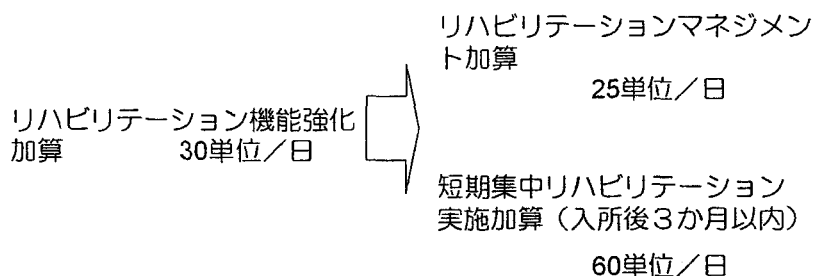 リハビリテーション機能強化
加算 30単位／日
リハビリテーションマネジメン
ト加算
25単位／日
短期集中リハビリテーション
実施加算（入所後３か月以内）
60単位／日